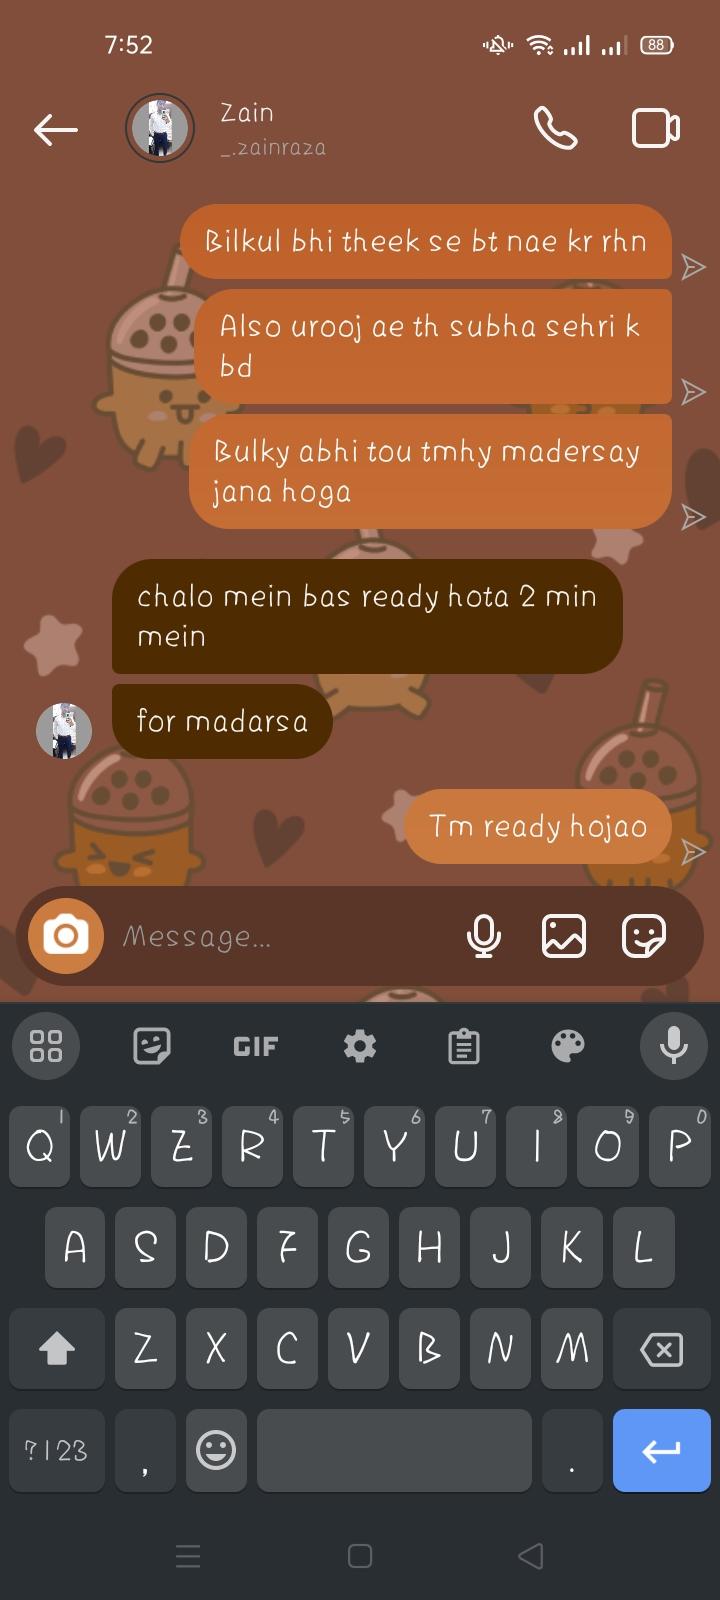 7:52
88
Zain
_.zainraza
Bilkul bhi theek se bt nae kr rhn
Also urooj ae th subha sehri k
bd
Bulky abhi tou tmhy madersay
jana hoga
chalo mein bas ready hota 2 min
mein
for madarsa
Tm ready hojao
Message...
GIF
1 2 3 4 5 6 7 8 9 0
Q W E R T Y U I O P
A S D F G H J K L
Z X C V B N M
?123 , .